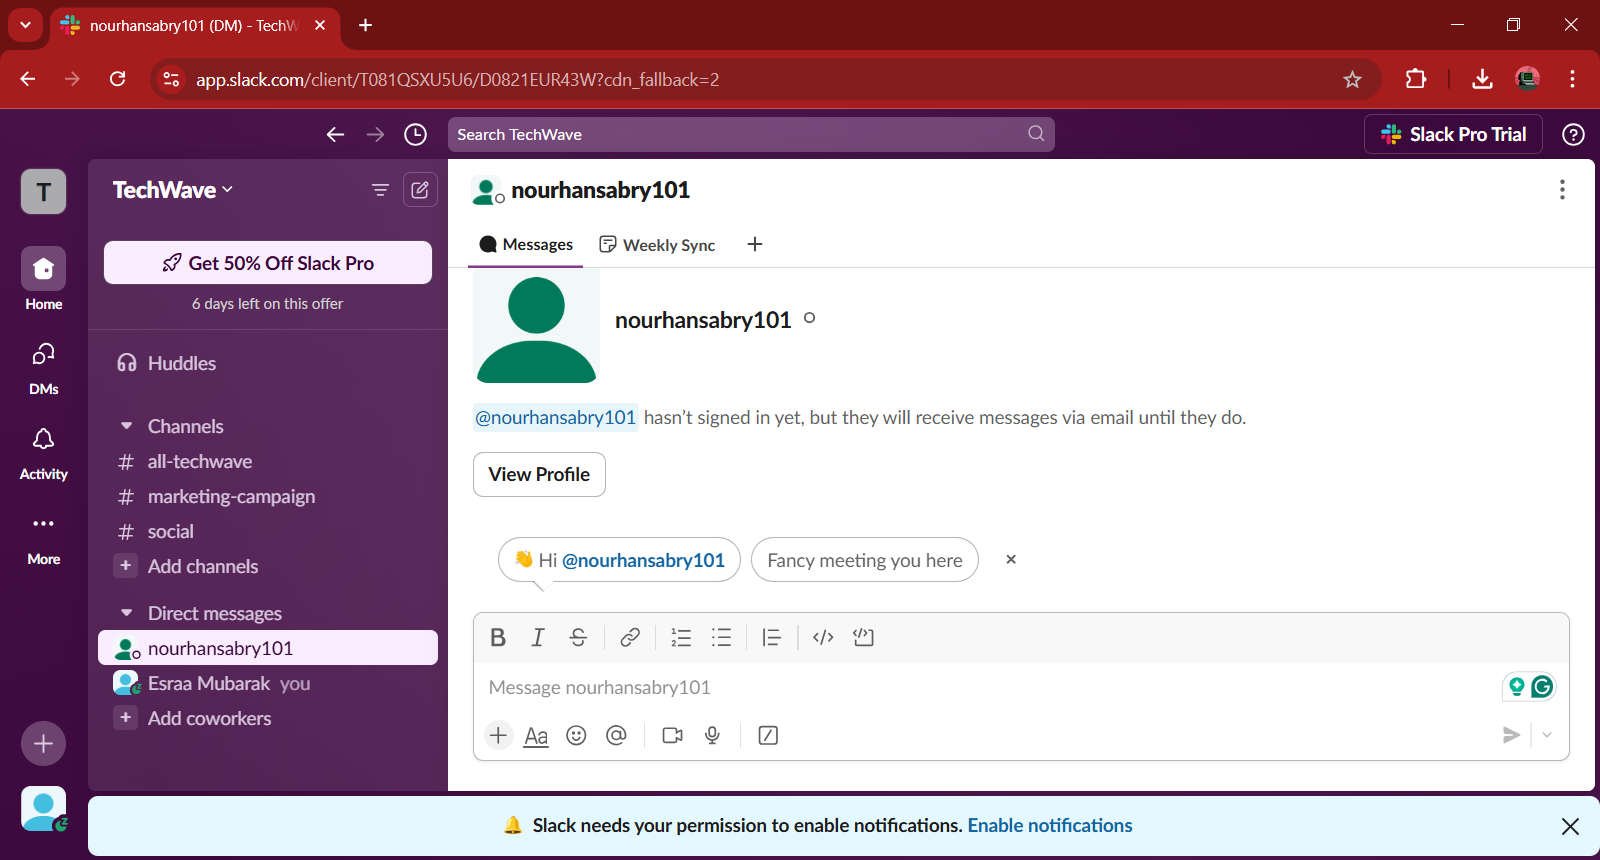 nourhansabry101 (DM) - TechW
app.slack.com/client/T081QSXU5U6/D0821EUR43W?cdn_fallback=2
Search TechWave
Slack Pro Trial
T
Home
DMs
Activity
More
TechWave
Get 50% Off Slack Pro
6 days left on this offer
Huddles
Channels
# all-techwave
# marketing-campaign
# social
+ Add channels
Direct messages
nourhansabry101
Esraa Mubarak you
+ Add coworkers
nourhansabry101
Messages
Weekly Sync
nourhansabry101
@nourhansabry101 hasn’t signed in yet, but they will receive messages via email until they do.
View Profile
👋 Hi @nourhansabry101
Fancy meeting you here
Message nourhansabry101
Aa
🔔 Slack needs your permission to enable notifications. Enable notifications